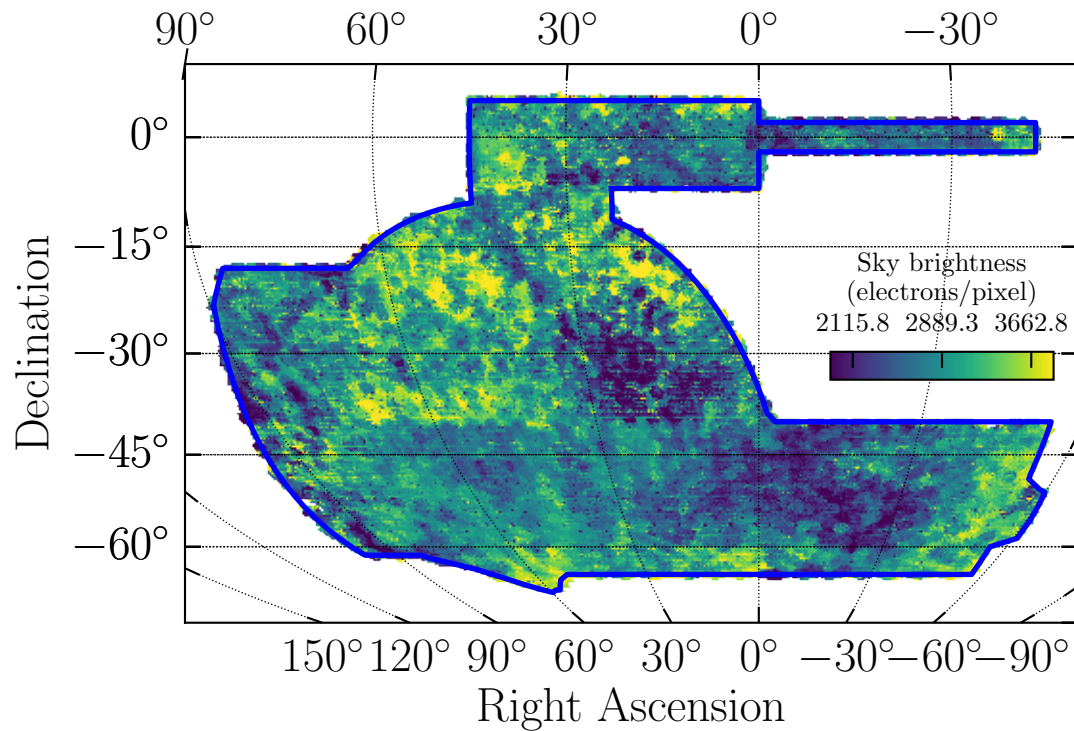 90° 60° 30° 0° −30°
0°
−15°
−30°
−45°
−60°
Declination
Sky brightness
(electrons/pixel)
2115.8 2889.3 3662.8
150° 120° 90° 60° 30° 0° −30° −60° −90°
Right Ascension